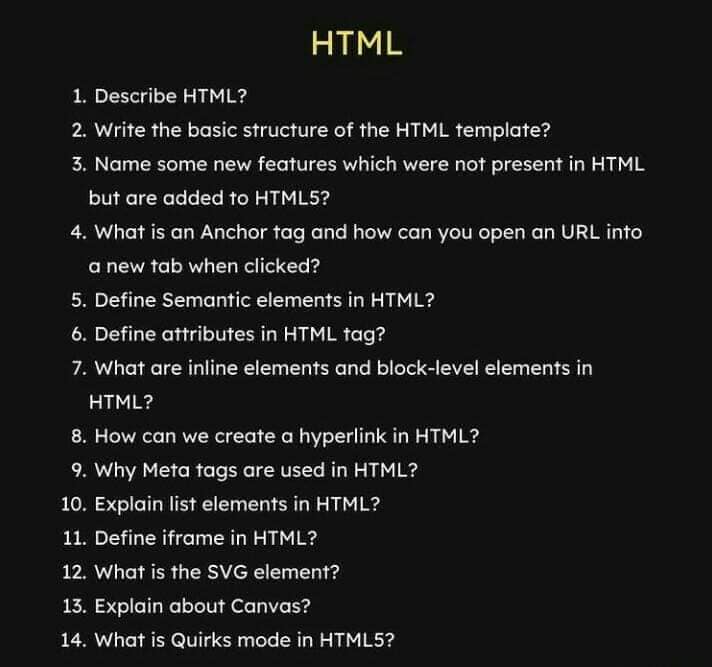 HTML
1. Describe HTML?
2. Write the basic structure of the HTML template?
3. Name some new features which were not present in HTML
but are added to HTML5?
4. What is an Anchor tag and how can you open an URL into
a new tab when clicked?
5. Define Semantic elements in HTML?
6. Define attributes in HTML tag?
7. What are inline elements and block-level elements in
HTML?
8. How can we create a hyperlink in HTML?
9. Why Meta tags are used in HTML?
10. Explain list elements in HTML?
11. Define iframe in HTML?
12. What is the SVG element?
13. Explain about Canvas?
14. What is Quirks mode in HTML5?